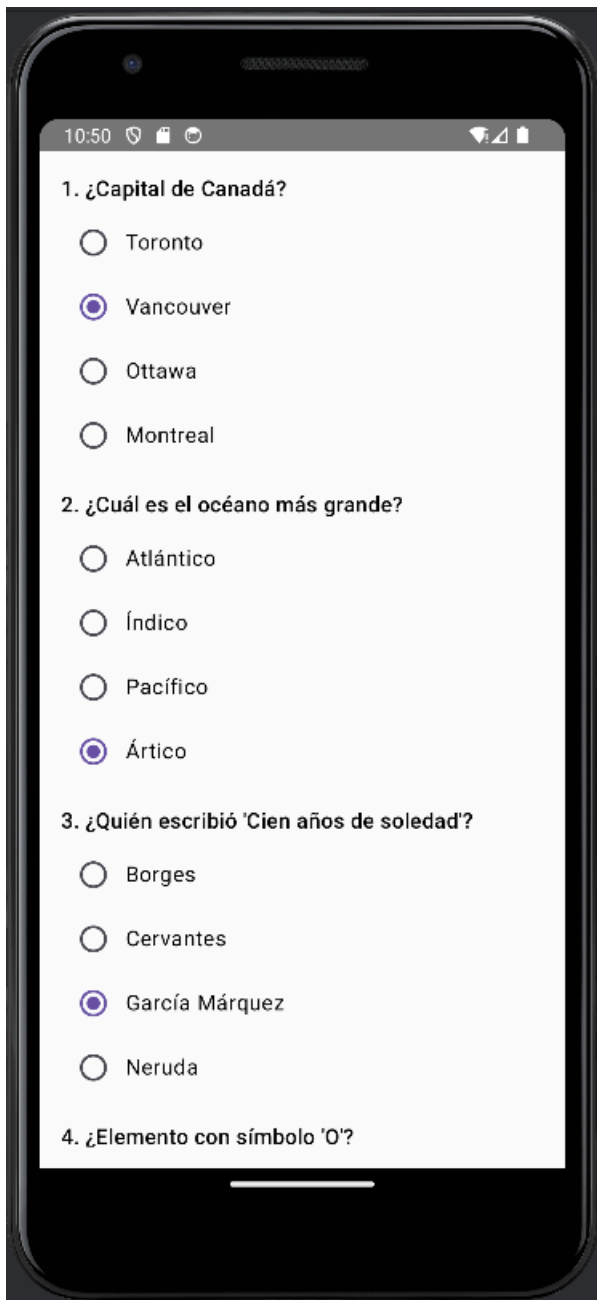 10:50
1. ¿Capital de Canadá?
Toronto
Vancouver
Ottawa
Montreal
2. ¿Cuál es el océano más grande?
Atlántico
Índico
Pacífico
Ártico
3. ¿Quién escribió 'Cien años de soledad'?
Borges
Cervantes
García Márquez
Neruda
4. ¿Elemento con símbolo 'O'?